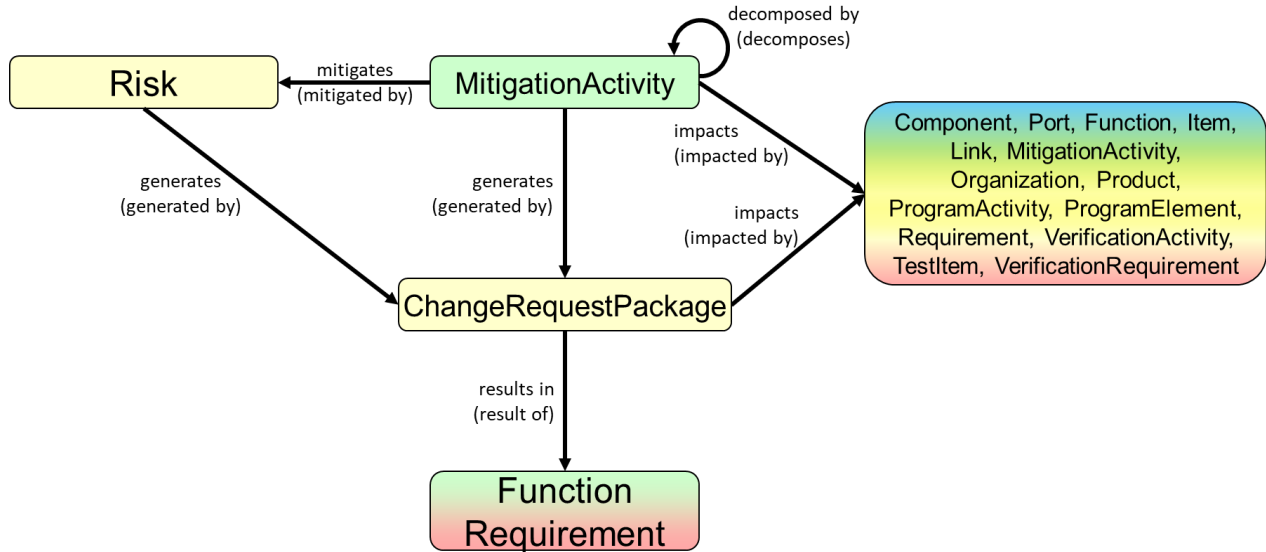 decomposed by
(decomposes)
Risk
mitigates
(mitigated by)
MitigationActivity
impacts
(impacted by)
Component, Port, Function, Item,
Link, MitigationActivity,
Organization, Product,
ProgramActivity, ProgramElement,
Requirement, VerificationActivity,
TestItem, VerificationRequirement
generates
(generated by)
generates
(generated by)
impacts
(impacted by)
ChangeRequestPackage
results in
(result of)
Function
Requirement